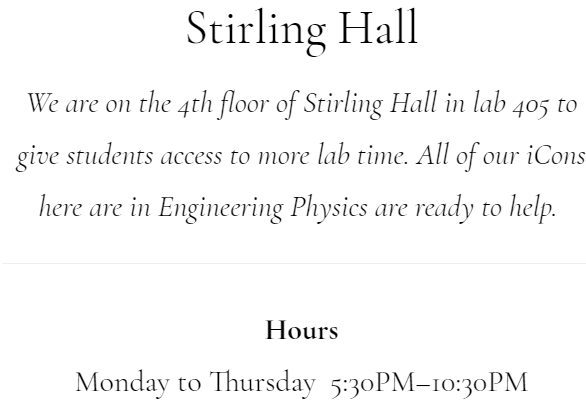 Stirling Hall
We are on the 4th floor of Stirling Hall in lab 405 to
give students access to more lab time. All of our iCons
here are in Engineering Physics are ready to help.
Hours
Monday to Thursday 5:30PM–10:30PM